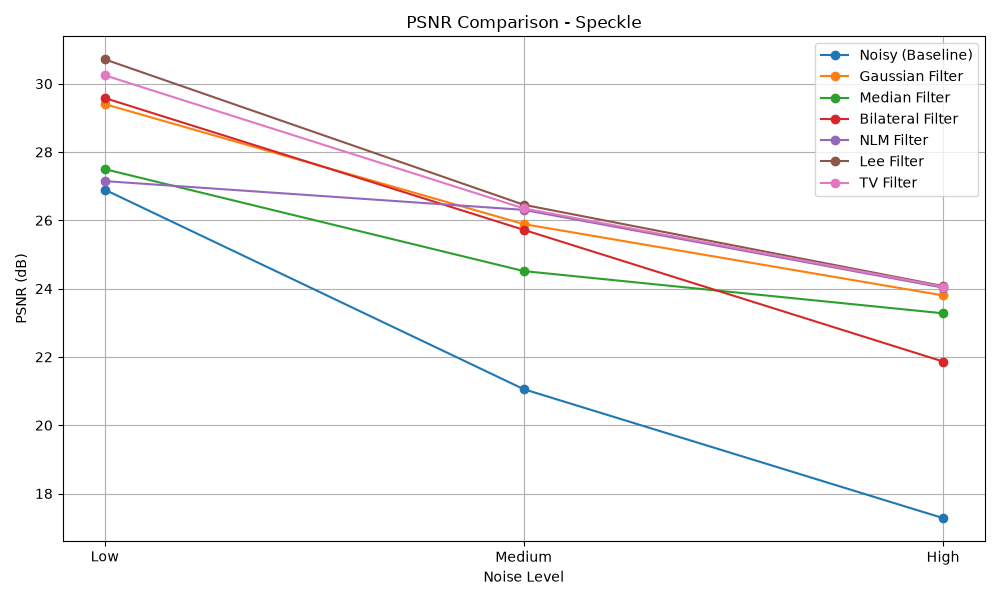 PSNR Comparison - Speckle
Noisy (Baseline)
Gaussian Filter
Median Filter
Bilateral Filter
NLM Filter
Lee Filter
TV Filter
PSNR (dB)
30
28
26
24
22
20
18
Low
Medium
High
Noise Level